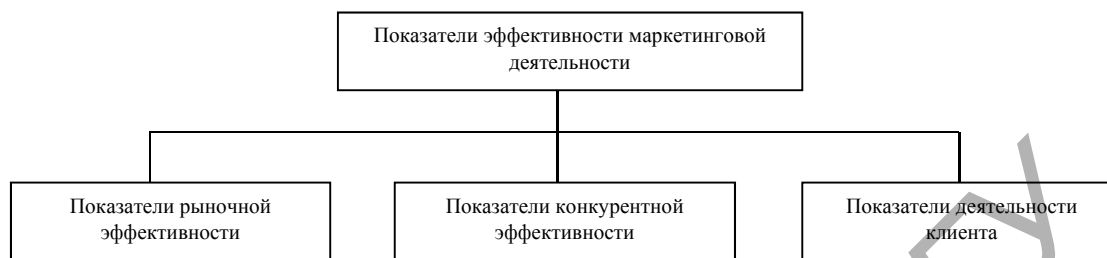 Показатели эффективности маркетинговой
деятельности
Показатели рыночной
эффективности
Показатели конкурентной
эффективности
Показатели деятельности
клиента